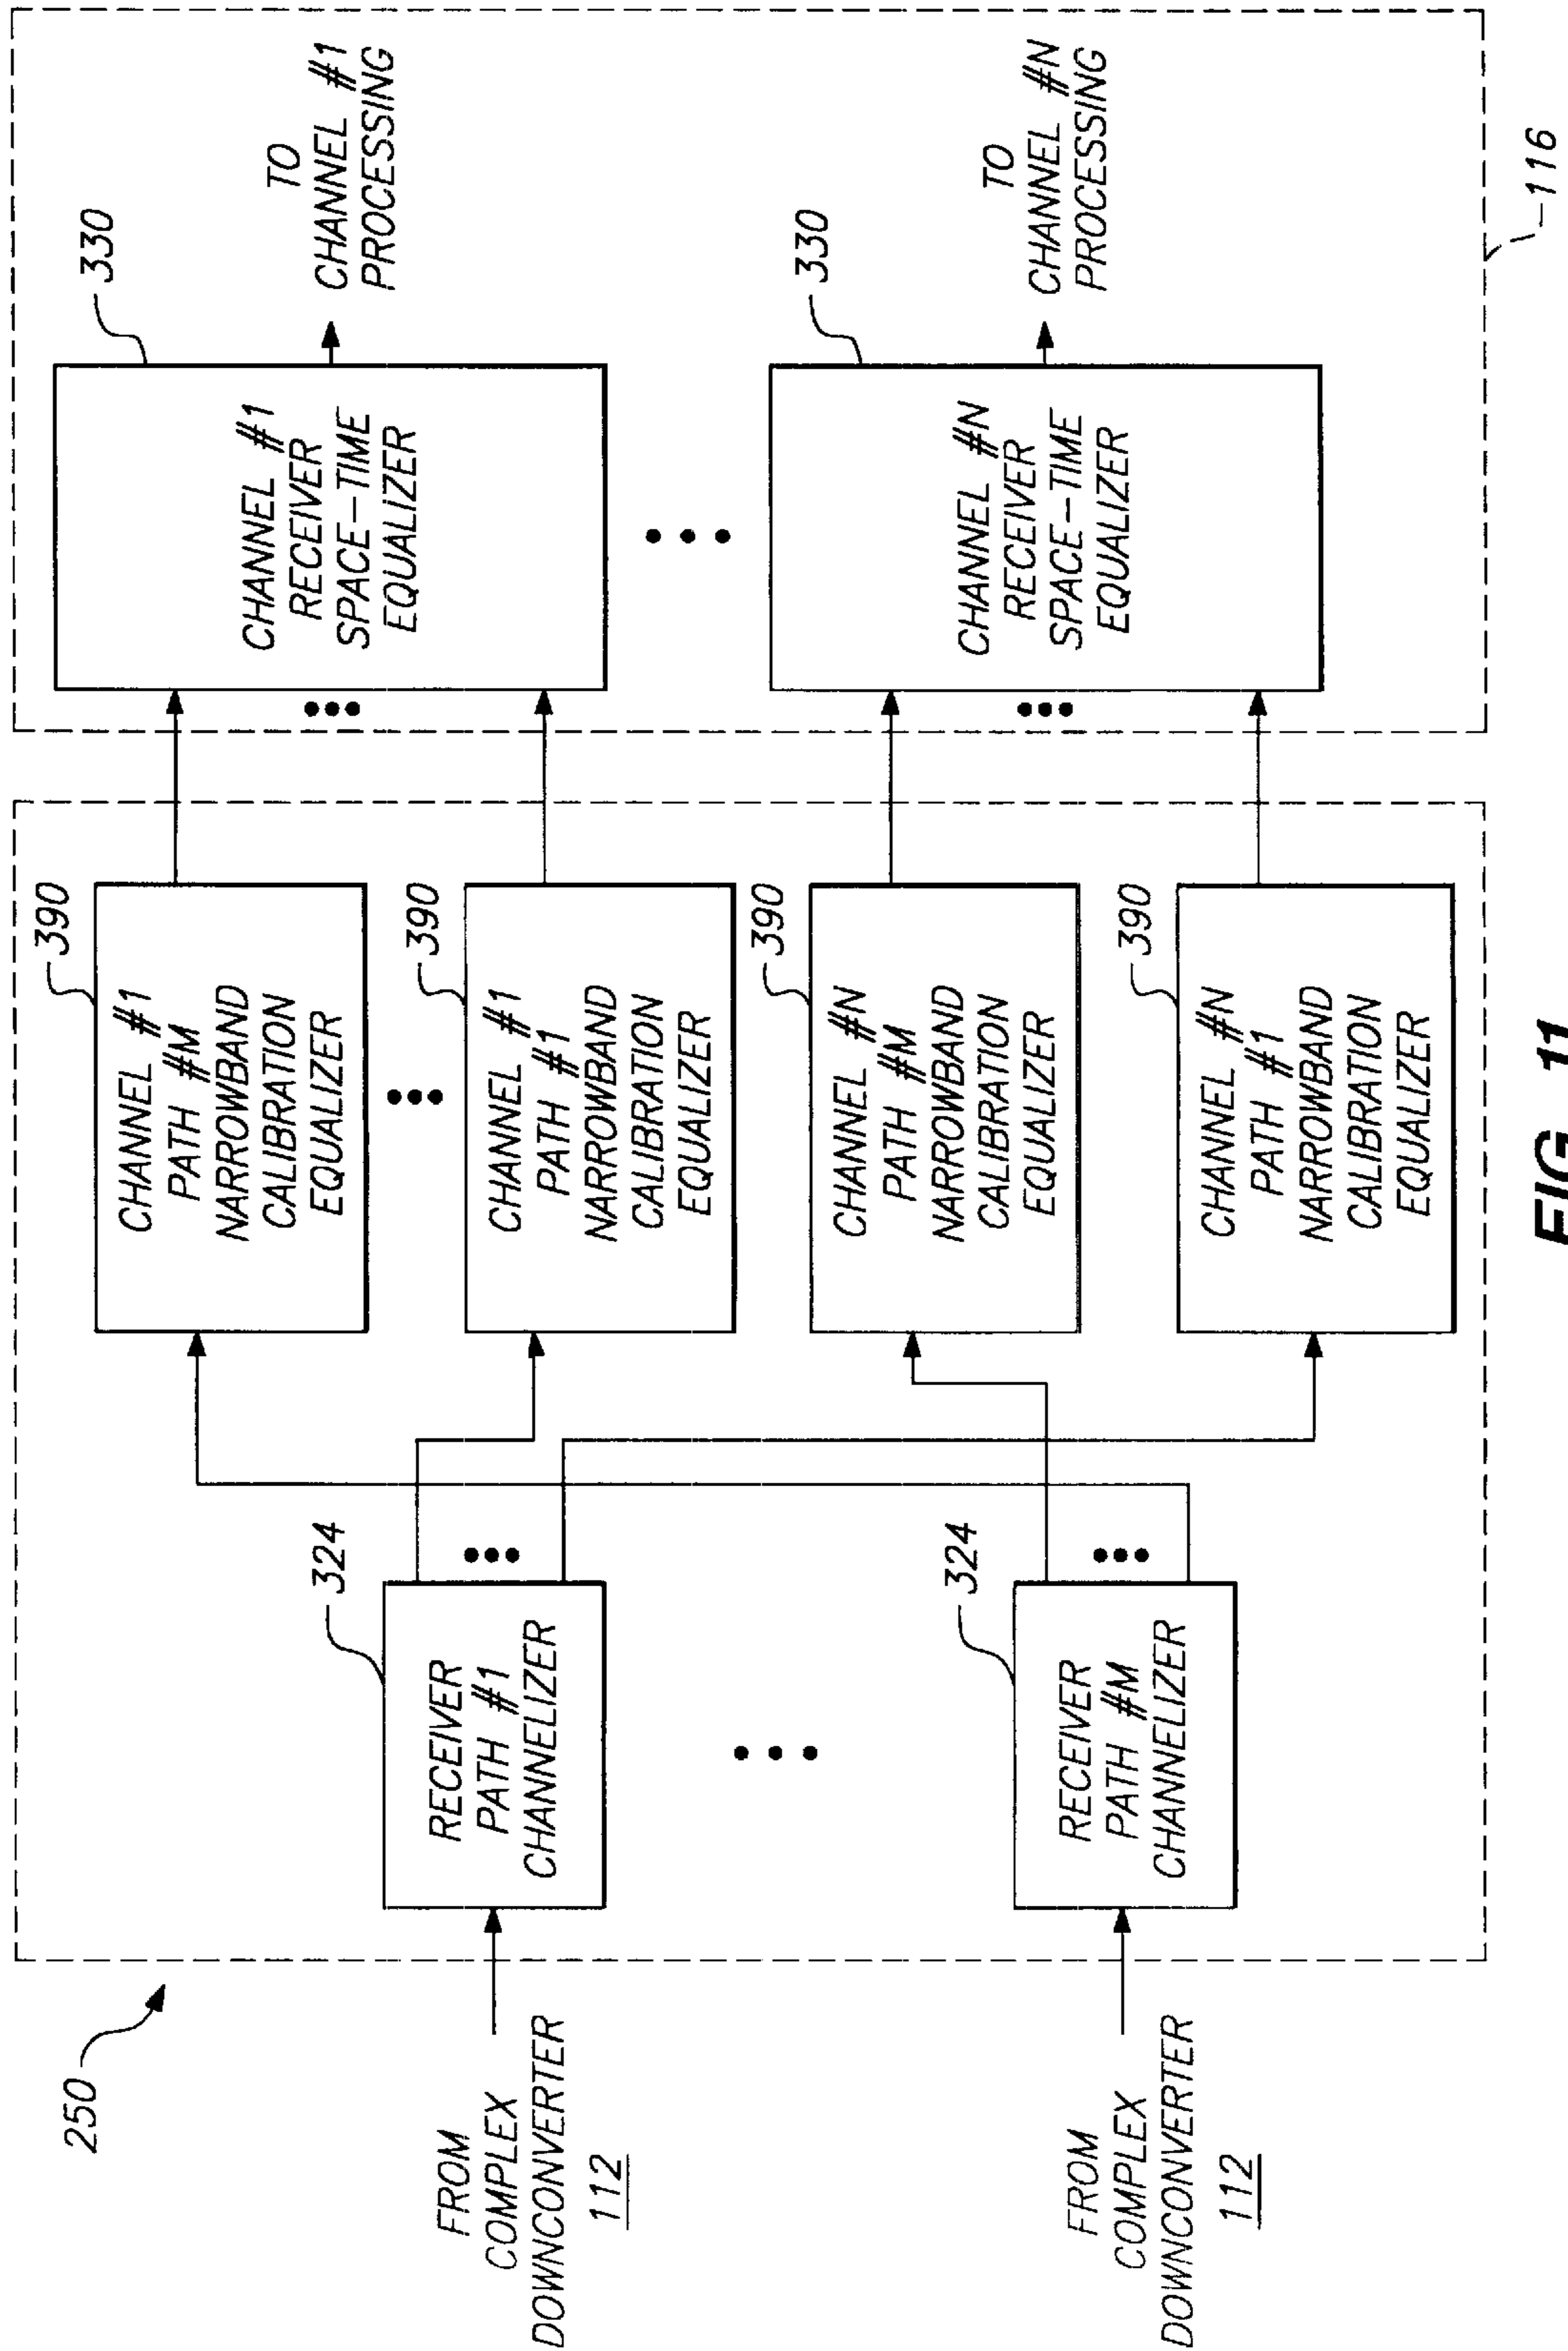 250
FROM
COMPLEX
DOWNCONVERTER
112
FROM
COMPLEX
DOWNCONVERTER
112
324
RECEIVER
PATH #1
CHANNELIZER
324
RECEIVER
PATH #M
CHANNELIZER
390
CHANNEL #1
PATH #M
NARROWBAND
CALIBRATION
EQUALIZER
390
CHANNEL #1
PATH #1
NARROWBAND
CALIBRATION
EQUALIZER
390
CHANNEL #N
PATH #M
NARROWBAND
CALIBRATION
EQUALIZER
390
CHANNEL #N
PATH #1
NARROWBAND
CALIBRATION
EQUALIZER
330
CHANNEL #1
RECEIVER
SPACE-TIME
EQUALIZER
TO
CHANNEL #1
PROCESSING
330
CHANNEL #N
RECEIVER
SPACE-TIME
EQUALIZER
TO
CHANNEL #N
PROCESSING
116
FIG. 11